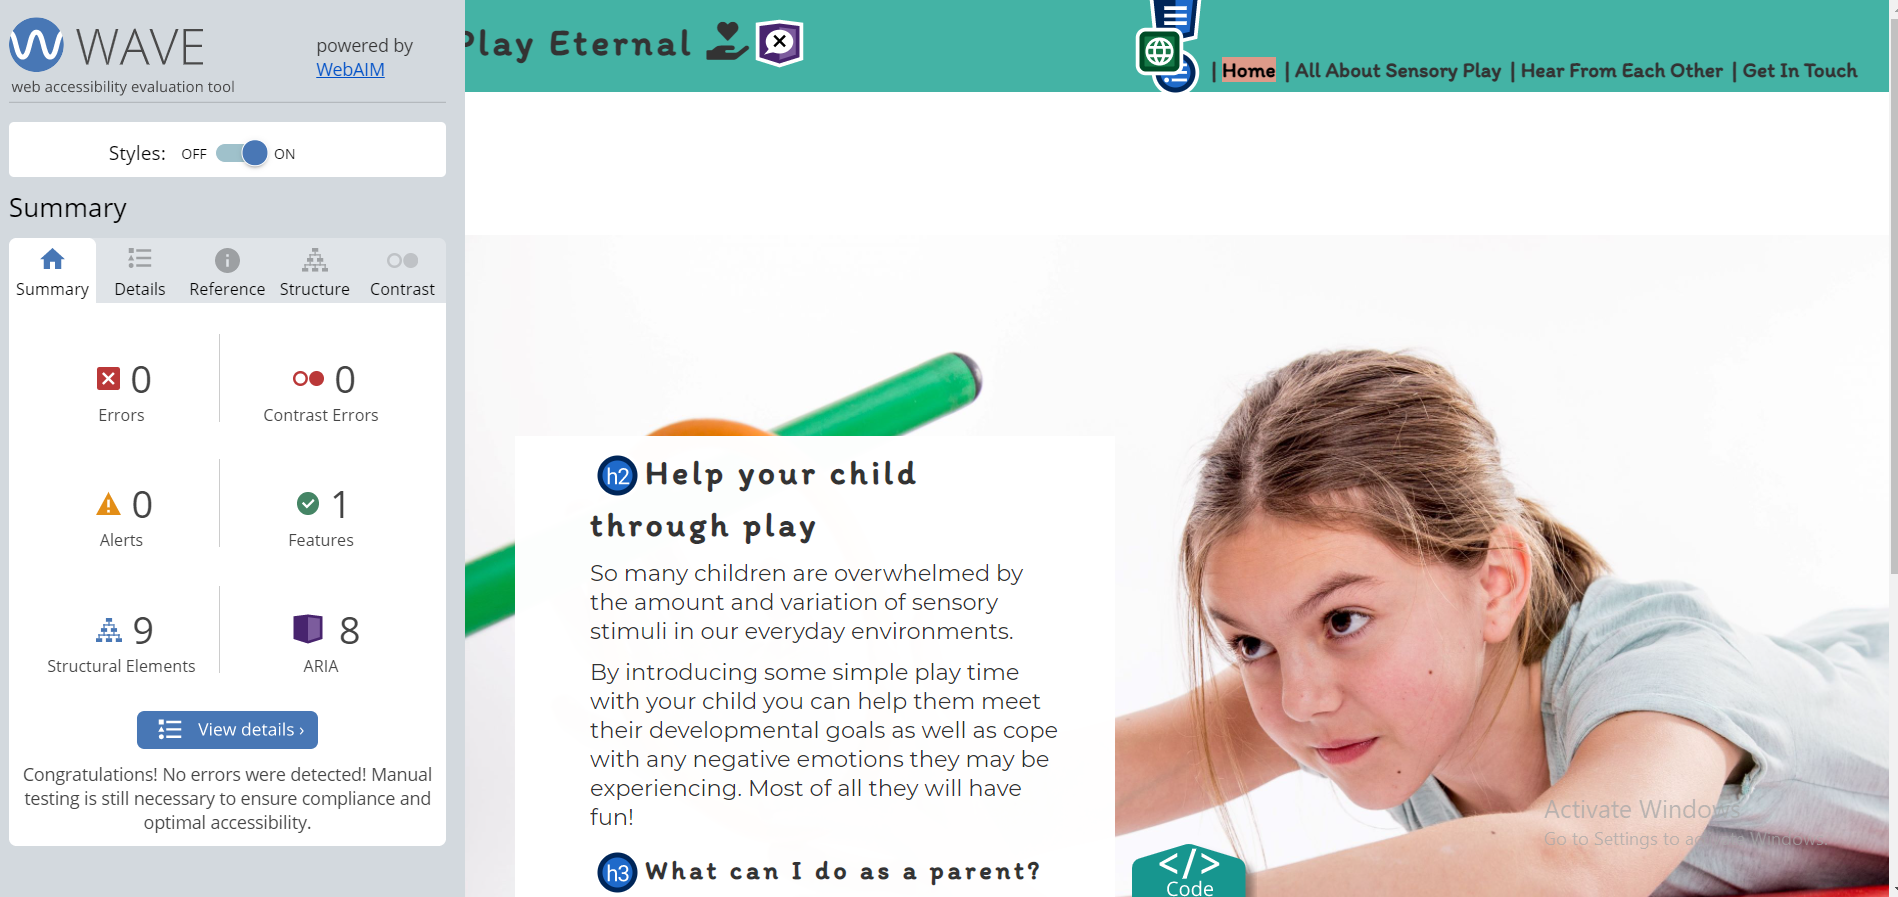 WAVE
powered by
WebAIM
web accessibility evaluation tool
Styles: OFF ON
Summary
Summary Details Reference Structure Contrast
0 0
Errors Contrast Errors
0 1
Alerts Features
9 8
Structural Elements ARIA
View details ›
Congratulations! No errors were detected! Manual
testing is still necessary to ensure compliance and
optimal accessibility.
Play Eternal
| Home | All About Sensory Play | Hear From Each Other | Get In Touch
h2 Help your child
through play
So many children are overwhelmed by
the amount and variation of sensory
stimuli in our everyday environments.
By introducing some simple play time
with your child you can help them meet
their developmental goals as well as cope
with any negative emotions they may be
experiencing. Most of all they will have
fun!
h3 What can I do as a parent?
</> 
Code
Activate Windows
Go to Settings to activate Windows.